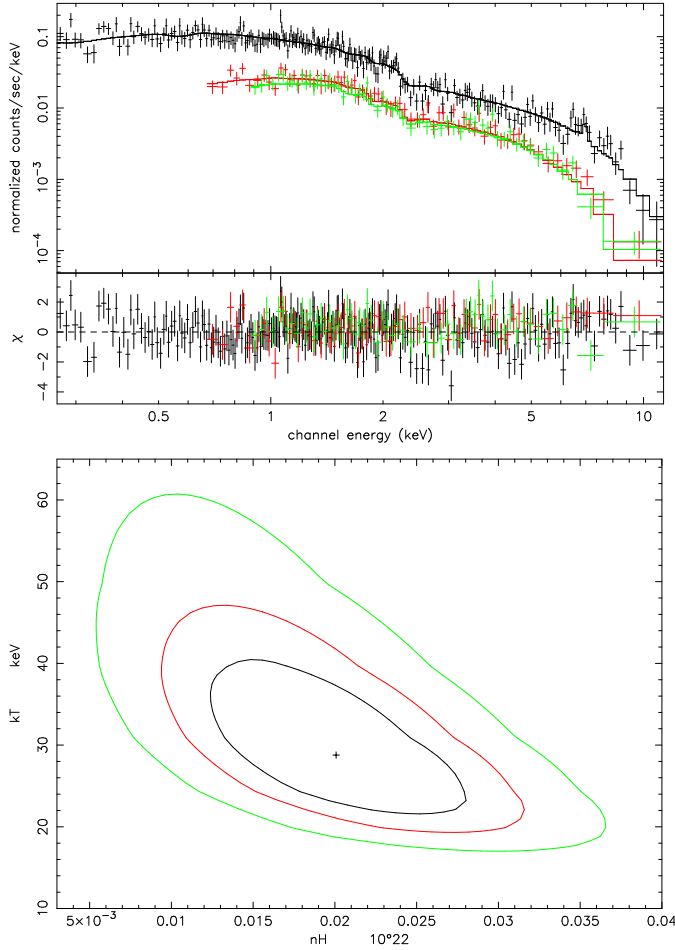 normalized counts/sec/keV
0.1
0.01
10⁻³
10⁻⁴
χ
2
0
−2
−4
0.5 1 2 5 10
channel energy (keV)
kT keV
60
50
40
30
20
10
5×10⁻³ 0.01 0.015 0.02 0.025 0.03 0.035 0.04
nH 10°22